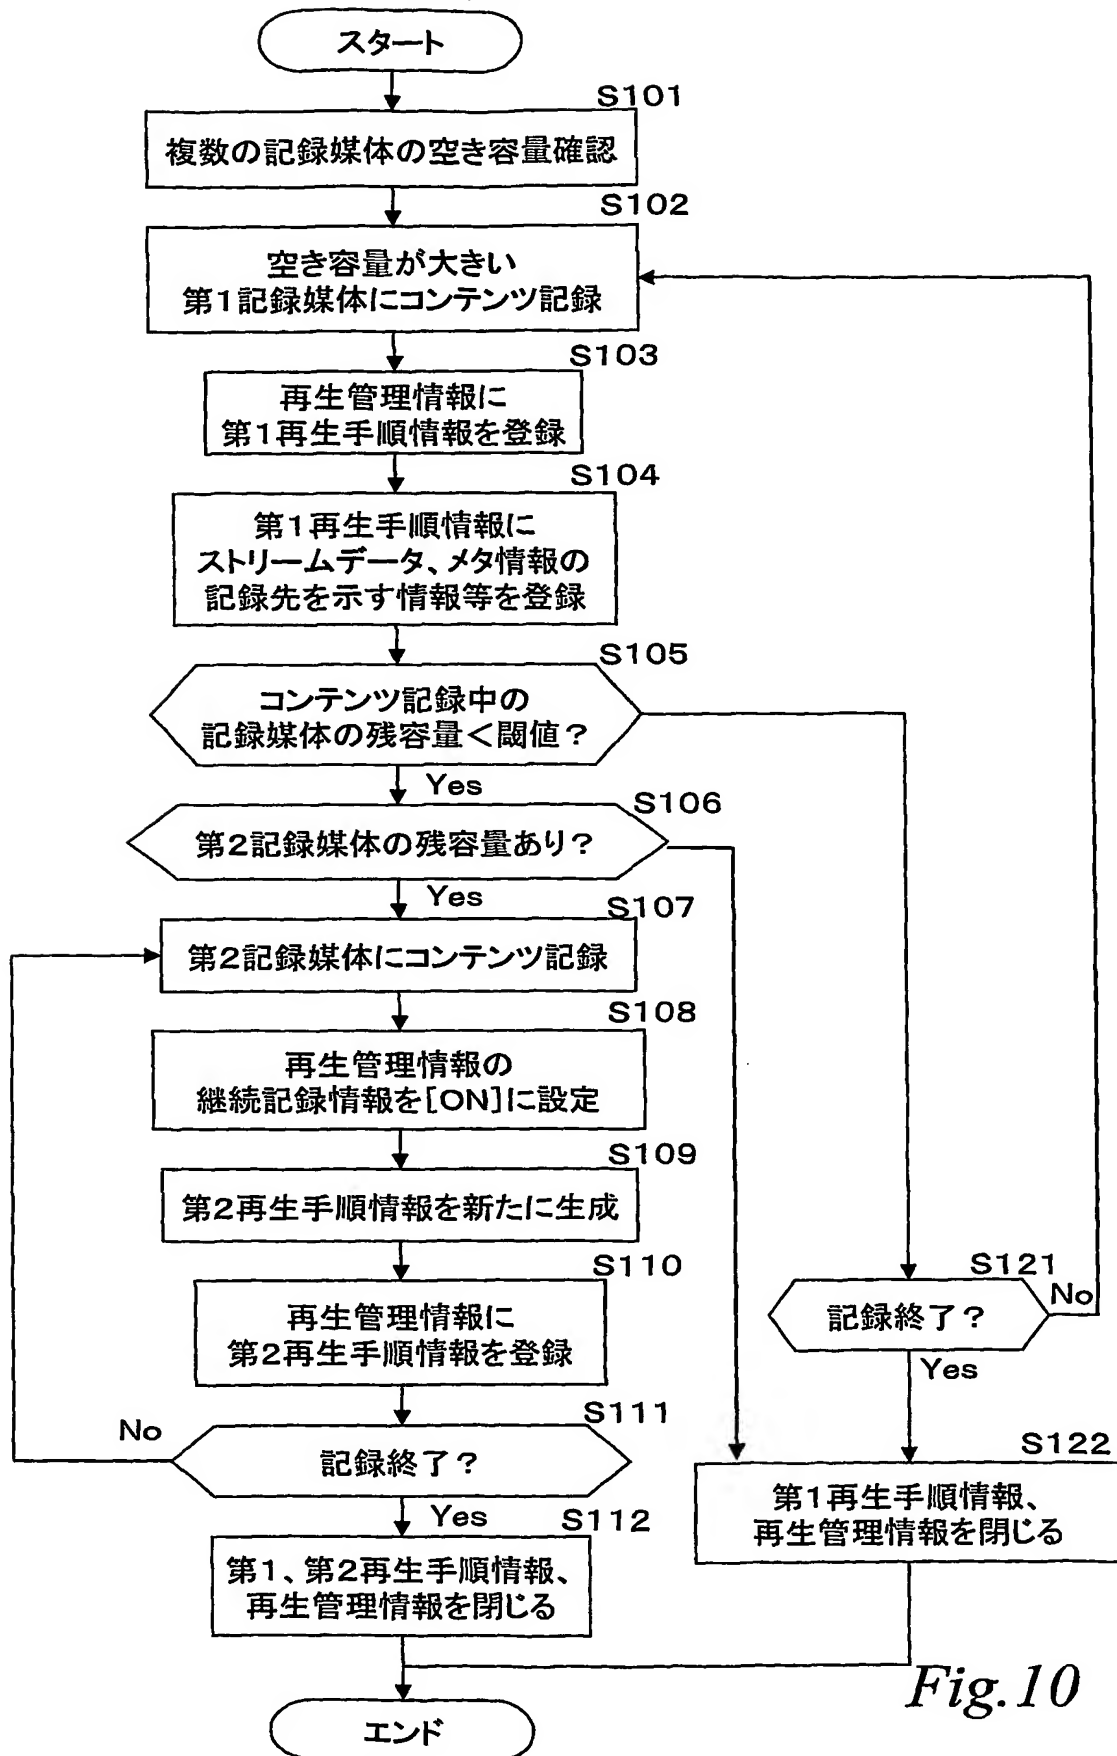 スタート
S101
複数の記録媒体の空き容量確認
S102
空き容量が大きい
第1記録媒体にコンテンツ記録
S103
再生管理情報に
第1再生手順情報を登録
S104
第1再生手順情報に
ストリームデータ、メタ情報の
記録先を示す情報等を登録
S105
コンテンツ記録中の
記録媒体の残容量<閾値?
Yes
S106
第2記録媒体の残容量あり?
Yes
S107
第2記録媒体にコンテンツ記録
S108
再生管理情報の
継続記録情報を[ON]に設定
S109
第2再生手順情報を新たに生成
S110
再生管理情報に
第2再生手順情報を登録
S111
No
記録終了?
Yes
S112
第1、第2再生手順情報、
再生管理情報を閉じる
S121
No
記録終了?
Yes
S122
第1再生手順情報、
再生管理情報を閉じる
エンド
Fig.10